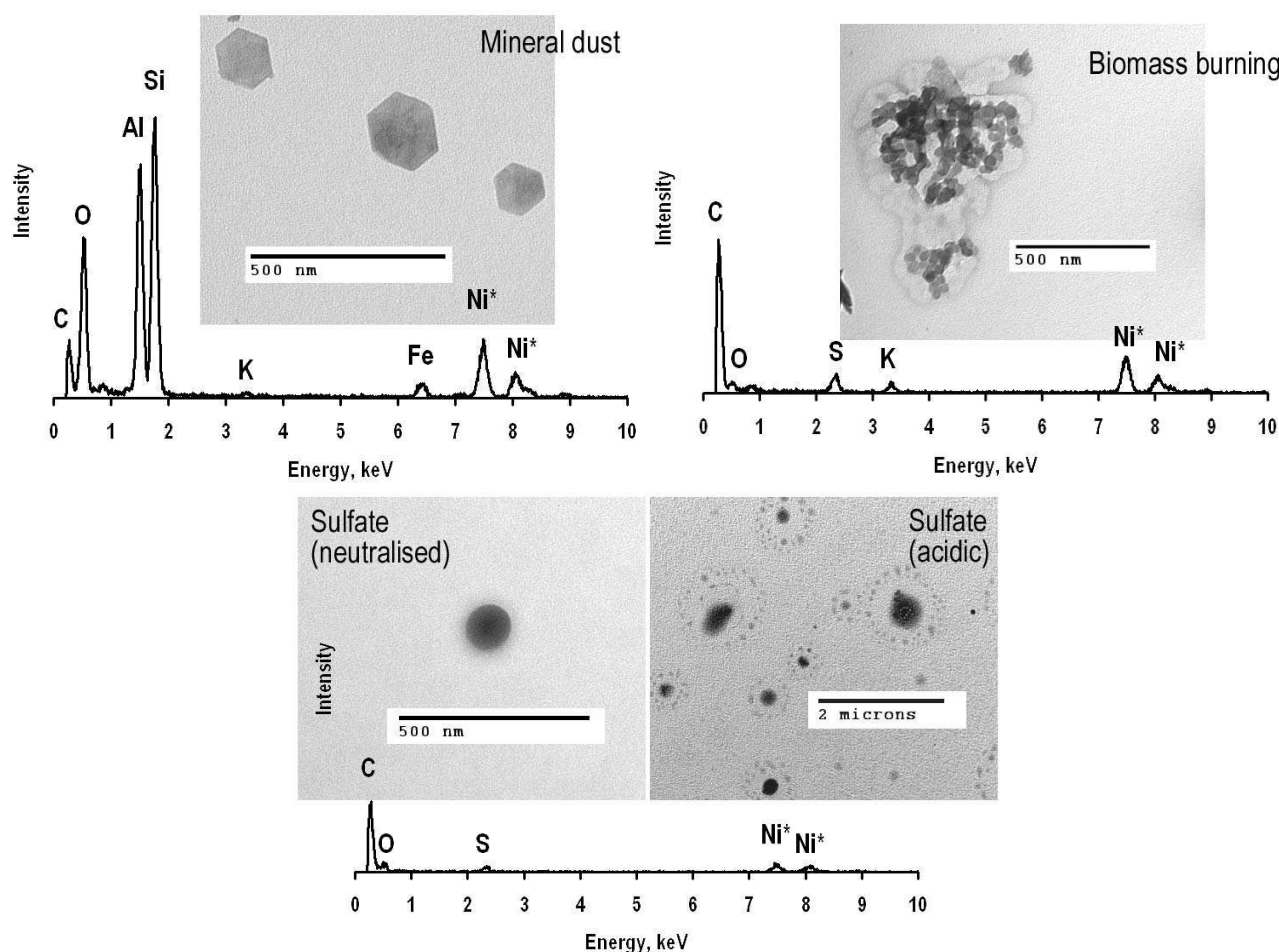 Mineral dust
Si
Al
O
C
K
Fe
Ni*
Ni*
Intensity
500 nm
0 1 2 3 4 5 6 7 8 9 10
Energy, keV
Biomass burning
C
O
S
K
Ni*
Ni*
Intensity
500 nm
0 1 2 3 4 5 6 7 8 9 10
Energy, keV
Sulfate
(neutralised)
Intensity
500 nm
Sulfate
(acidic)
2 microns
C
O
S
Ni*
Ni*
0 1 2 3 4 5 6 7 8 9 10
Energy, keV